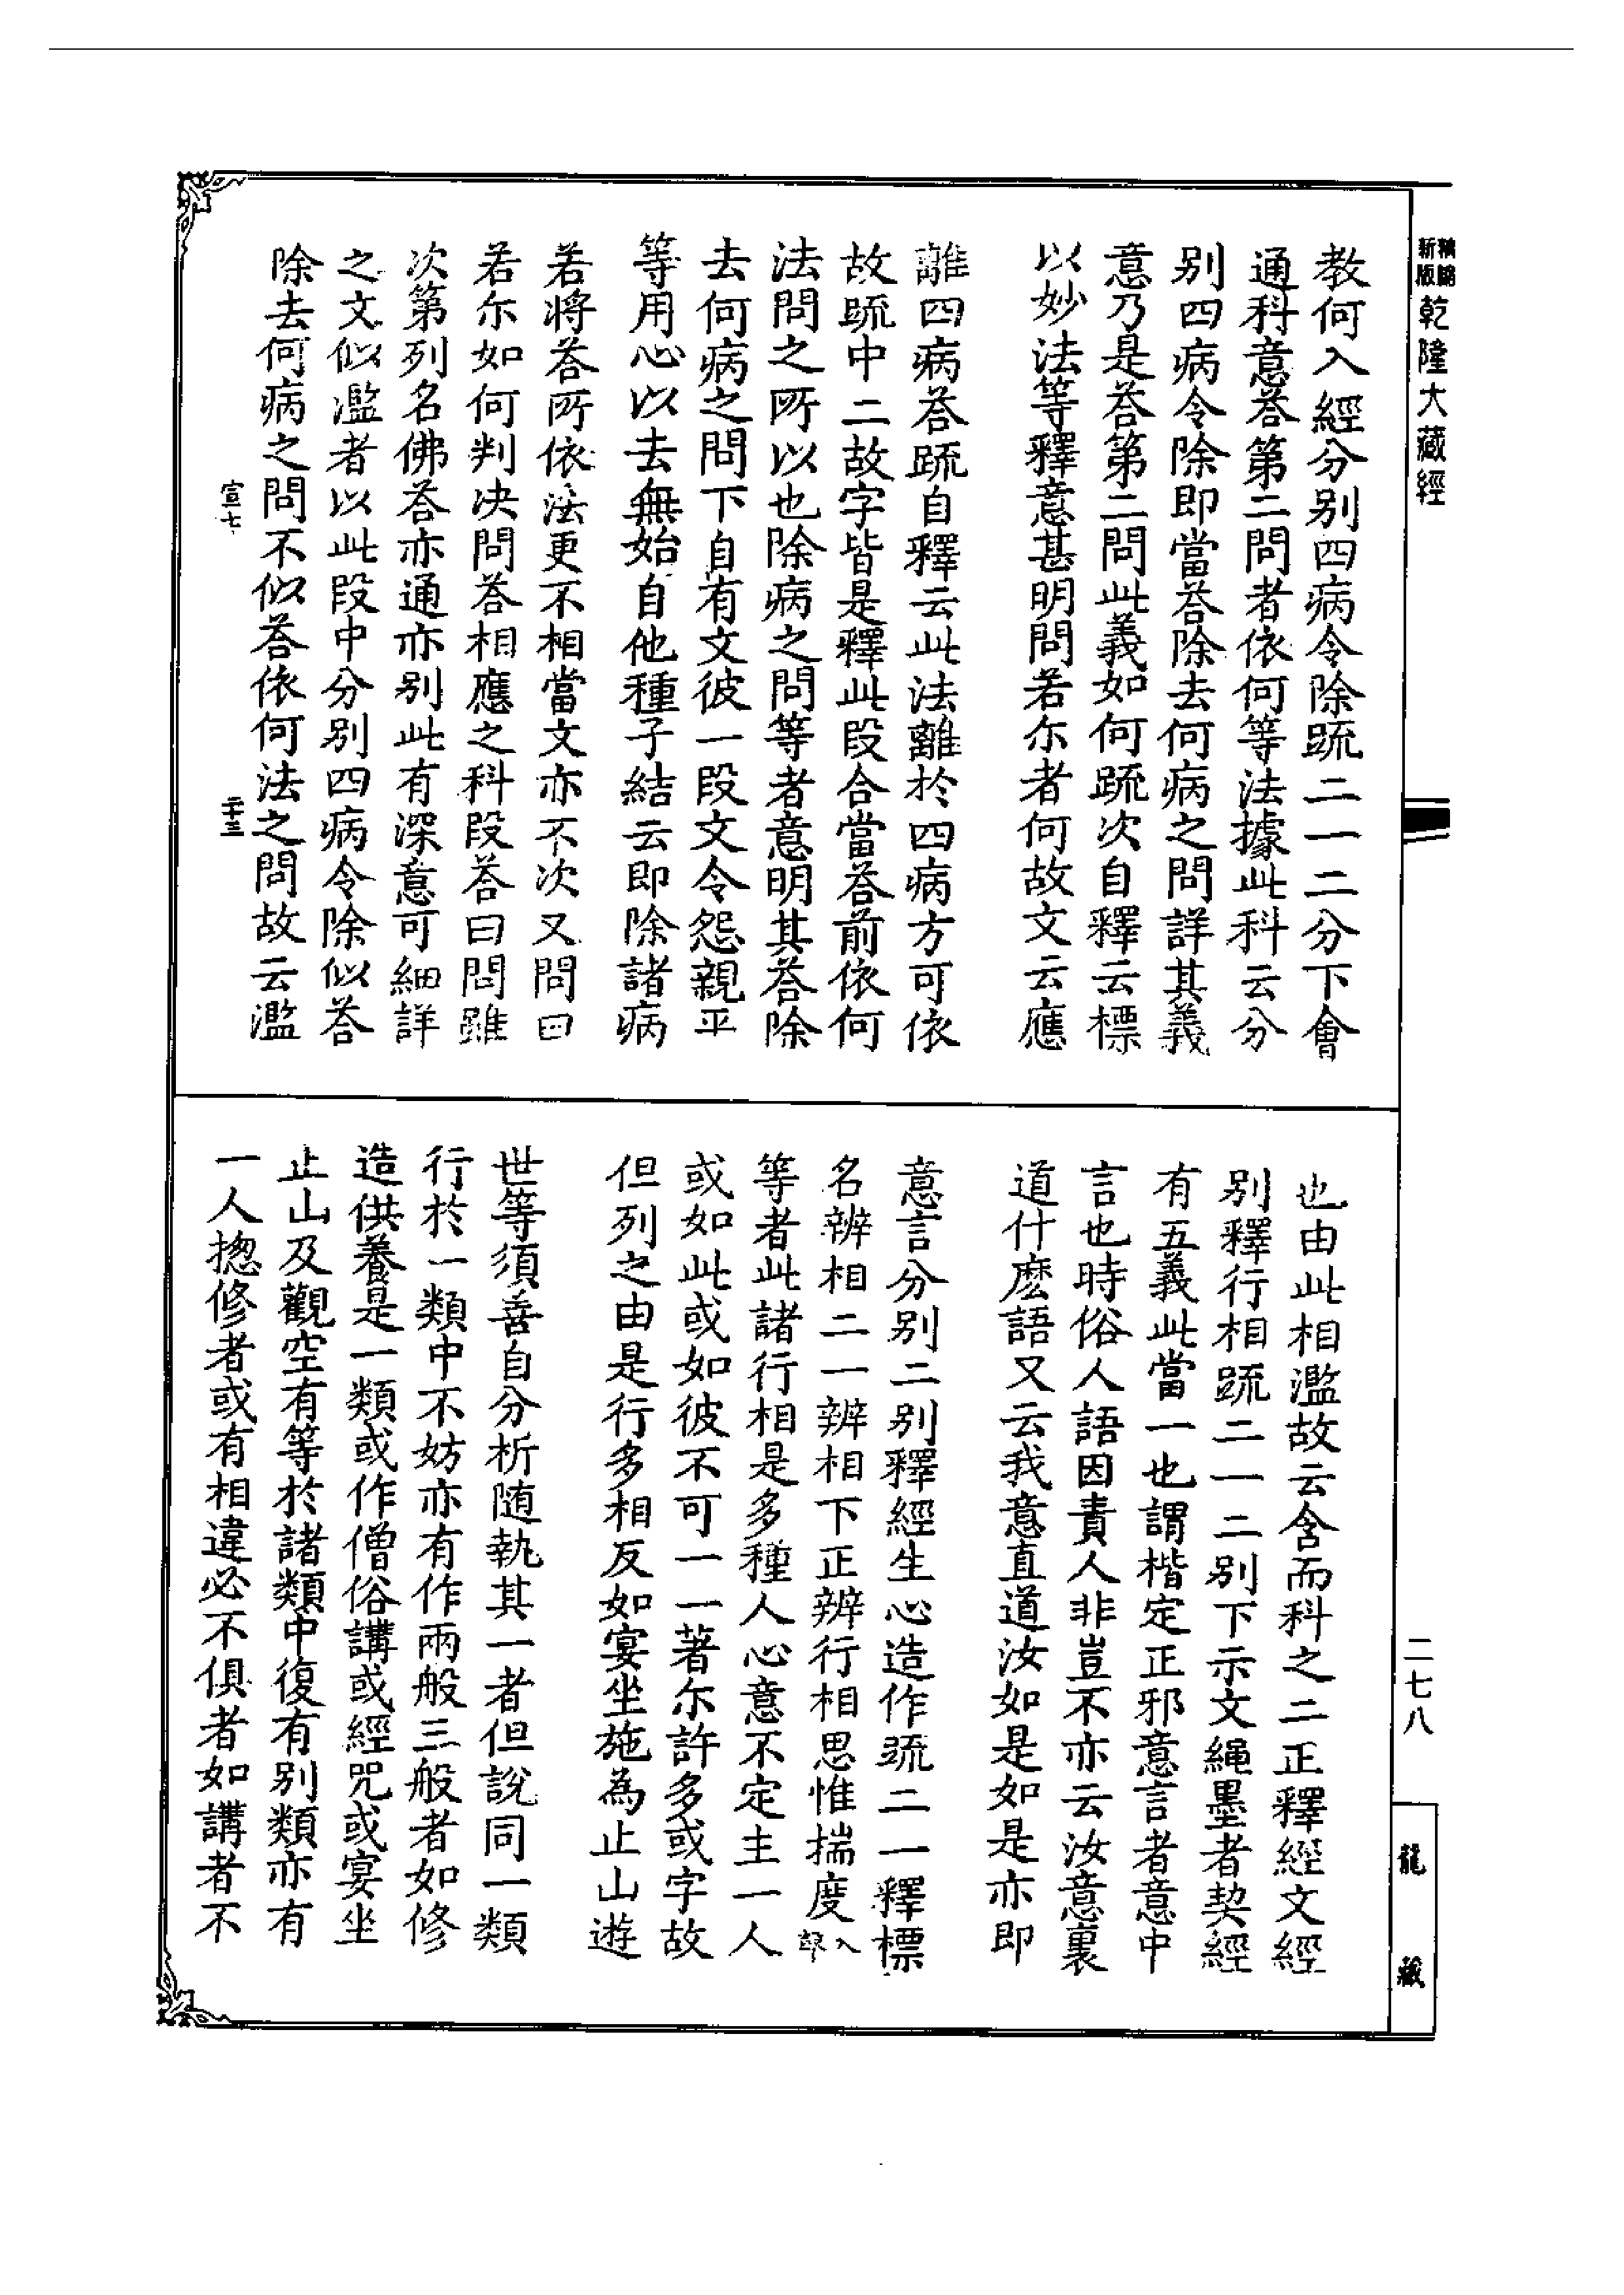 新版精縮乾隆大藏經
教何入經分別四病令除䟽二一二分下會
通科意荅第二問者依何等法據此科云分
別四病令除即當荅除去何病之問詳其義
意乃是荅第二問此義如何䟽次自釋云標
以妙法等釋意甚明問若尔者何故文云應
離四病荅䟽自釋云此法離於四病方可依
故䟽中二故字皆是釋此段合當荅前依何
法問之所以也除病之問等者意明其荅除
去何病之問下自有文彼一段文令怨親平
等用心以去無始自他種子結云即除諸病
若將荅所依法更不相當文亦不次又問曰
若尔如何判决問荅相應之科段荅曰問雖
次第列名佛荅亦通亦别此有深意可細詳
之文似濫者以此段中分别四病令除似荅
除去何病之問不似荅依何法之問故云濫
宣七
二十三
也由此相濫故云含而科之二正釋經文經
別釋行相䟽二一二別下示文繩墨者契經
有五義此當一也謂楷定正邪意言者意中
言也時俗人語因責人非豈不亦云汝意裏
道什麽語又云我意直道汝如是如是亦即
意言分别二别釋經生心造作䟽二一釋標
名辨相二一辨相下正辨行相思惟揣度入聲
等者此諸行相是多種人心意不定主一人
或如此或如彼不可一一著尔許多或字故
但列之由是行多相反如宴坐施為止山遊
世等須善自分析随執其一者但說同一類
行於一類中不妨亦有作兩般三般者如修
造供養是一類或作僧俗講或經咒或宴坐
止山及觀空有等於諸類中復有別類亦有
一人揔修者或有相違必不俱者如講者不
二七八
龍藏